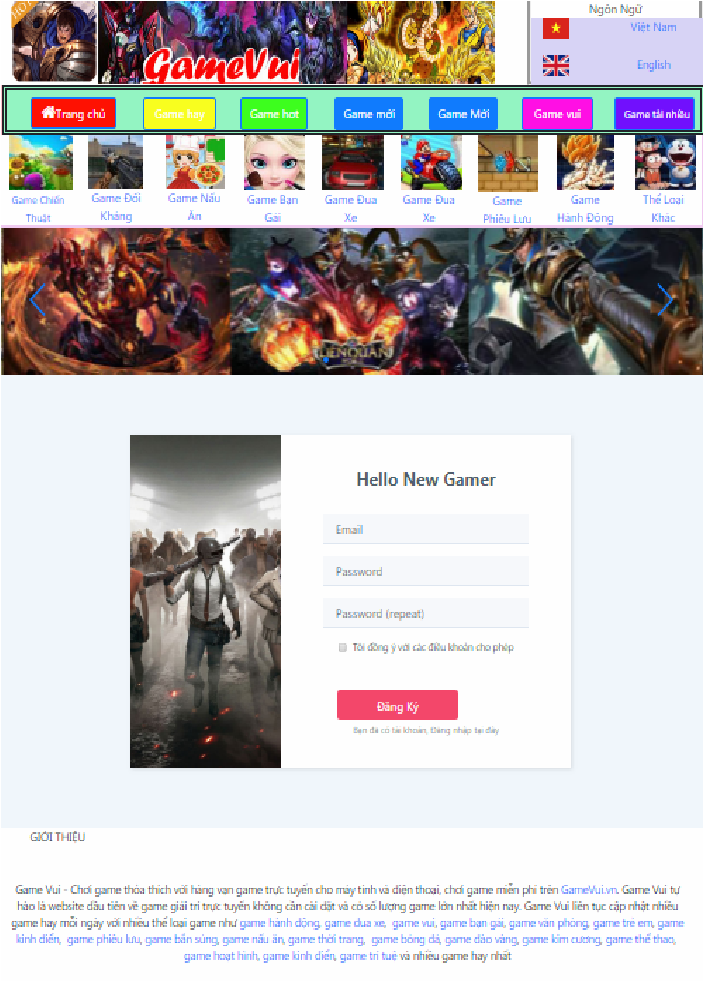 HOT
GameVui
Ngôn Ngữ
Việt Nam
English
Trang chủ
Game hay
Game hot
Game mới
Game Mới
Game vui
Game tải nhiều
Game Chiến
Thuật
Game Đối
Kháng
Game Nấu
Ăn
Game Bạn
Gái
Game Đua
Xe
Game Đua
Xe
Game
Phiêu Lưu
Game
Hành Động
Thể Loại
Khác
LIENQUAN
Hello New Gamer
Email
Password
Password (repeat)
Tôi đồng ý với các điều khoản cho phép
Đăng Ký
Bạn đã có tài khoản, Đăng nhập tại đây
GIỚI THIỆU
Game Vui - Chơi game thỏa thích với hàng vạn game trực tuyến cho máy tính và điện thoại, chơi game miễn phí trên GameVui.vn. Game Vui tự
hào là website đầu tiên về game giải trí trực tuyến không cần cài đặt và có số lượng game lớn nhất hiện nay. Game Vui liên tục cập nhật nhiều
game hay mỗi ngày với nhiều thể loại game như game hành động, game đua xe, game vui, game bạn gái, game văn phòng, game trẻ em, game
kinh điển, game phiêu lưu, game bắn súng, game nấu ăn, game thời trang, game bóng đá, game đào vàng, game kim cương, game thể thao,
game hoạt hình, game kinh điển, game trí tuệ và nhiều game hay nhất